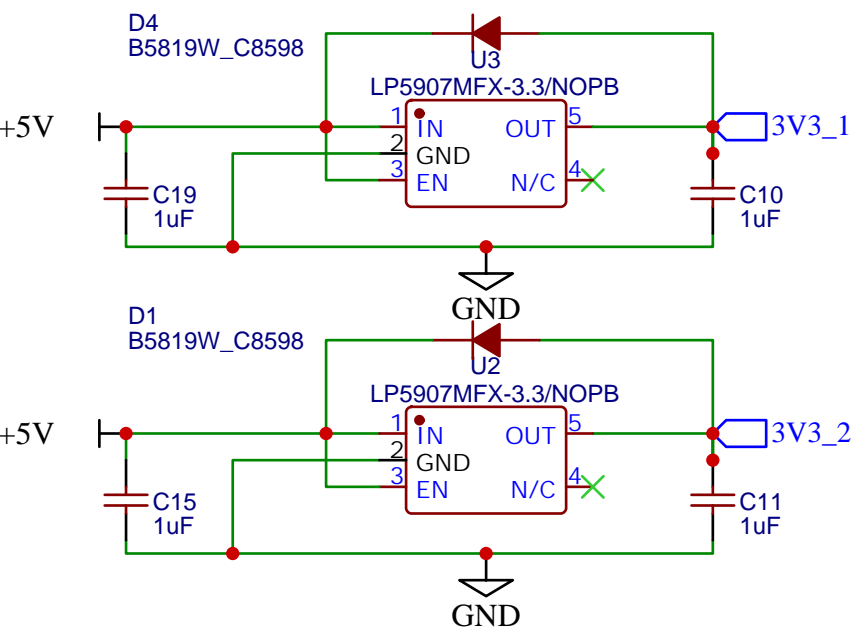 D4
B5819W_C8598
U3
LP5907MFX-3.3/NOPB
+5V
1
IN
OUT
5
3V3_1
2
GND
3
EN
N/C
4
C19
1uF
C10
1uF
GND
D1
B5819W_C8598
U2
LP5907MFX-3.3/NOPB
+5V
1
IN
OUT
5
3V3_2
2
GND
3
EN
N/C
4
C15
1uF
C11
1uF
GND